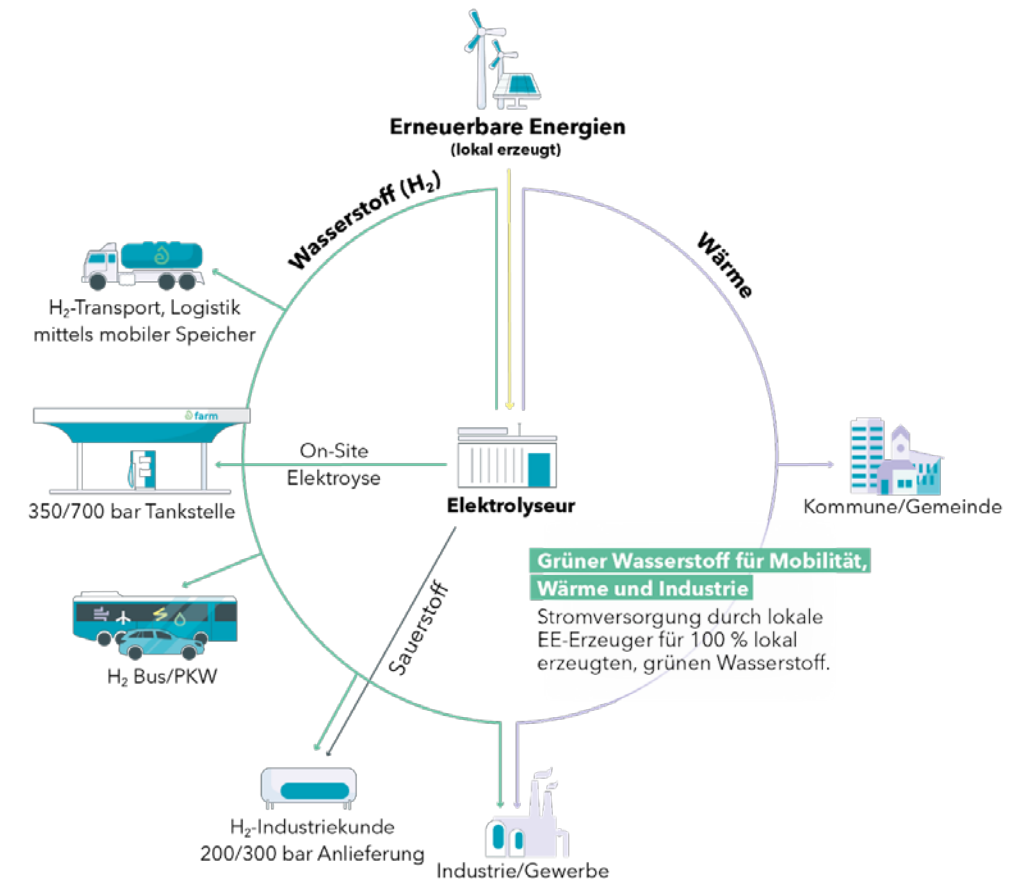 Erneuerbare Energien
(lokal erzeugt)
Wasserstoff (H₂)
Wärme
H₂-Transport, Logistik
mittels mobiler Speicher
farm
350/700 bar Tankstelle
On-Site
Elektroyse
Elektrolyseur
Kommune/Gemeinde
Grüner Wasserstoff für Mobilität,
Wärme und Industrie
Stromversorgung durch lokale
EE-Erzeuger für 100 % lokal
erzeugten, grünen Wasserstoff.
H₂ Bus/PKW
Sauerstoff
H₂-Industriekunde
200/300 bar Anlieferung
Industrie/Gewerbe